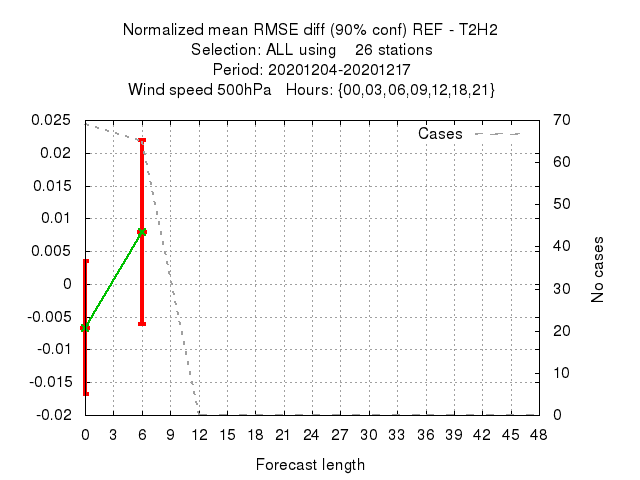 Normalized mean RMSE diff (90% conf) REF - T2H2
Selection: ALL using    26 stations
Period: 20201204-20201217
Wind speed 500hPa   Hours: {00,03,06,09,12,18,21}
Cases
0.025
0.02
0.015
0.01
0.005
0
-0.005
-0.01
-0.015
-0.02
70
60
50
40
30
20
10
0
No cases
0 3 6 9 12 15 18 21 24 27 30 33 36 39 42 45 48
Forecast length